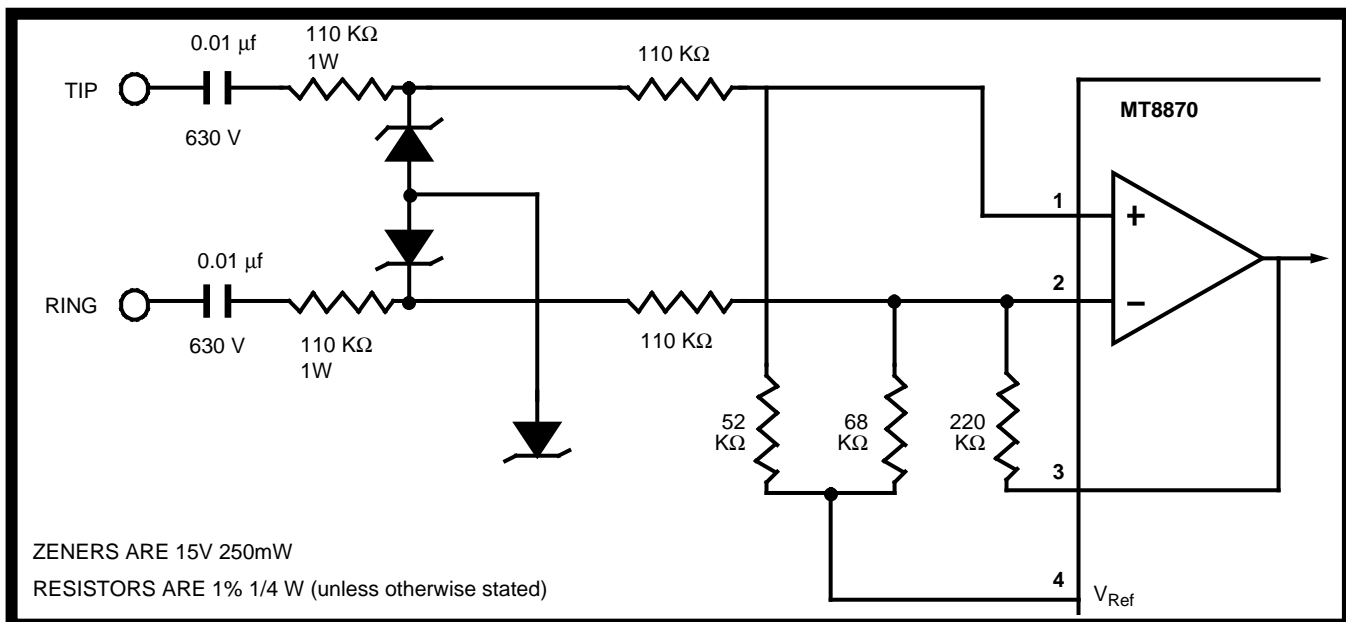 0.01 μf
110 KΩ
1W
110 KΩ
TIP
MT8870
630 V
1
+
0.01 μf
2
RING
−
630 V
110 KΩ
1W
110 KΩ
52
KΩ
68
KΩ
220
KΩ
3
ZENERS ARE 15V 250mW
RESISTORS ARE 1% 1/4 W (unless otherwise stated)
4
VRef